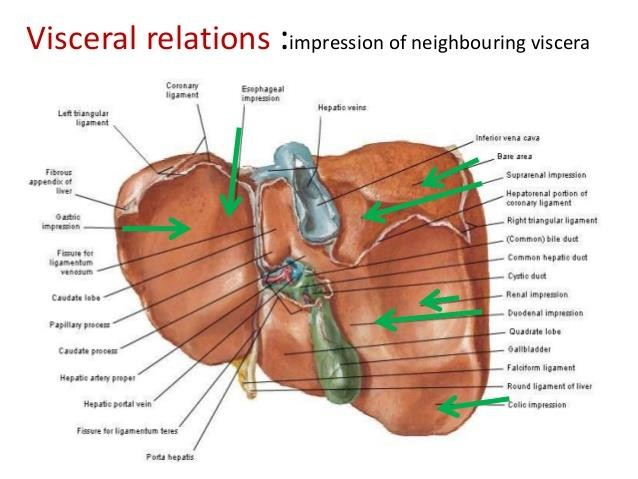 Visceral relations :impression of neighbouring viscera
Coronary
ligament
Esophageal
impression
Hepatic veins
Left triangular
ligament
Fibrous
appendix of
liver
Gastric
impression
Fissure for
ligamentum
venosum
Caudate lobe
Papillary process
Caudate process
Hepatic artery proper
Hepatic portal vein
Fissure for ligamentum teres
Porta hepatis
Inferior vena cava
Bare area
Suprarenal impression
Hepatorenal portion of
coronary ligament
Right triangular ligament
(Common) bile duct
Common hepatic duct
Cystic duct
Renal impression
Duodenal impression
Quadrate lobe
Gallbladder
Falciform ligament
Round ligament of liver
Colic impression